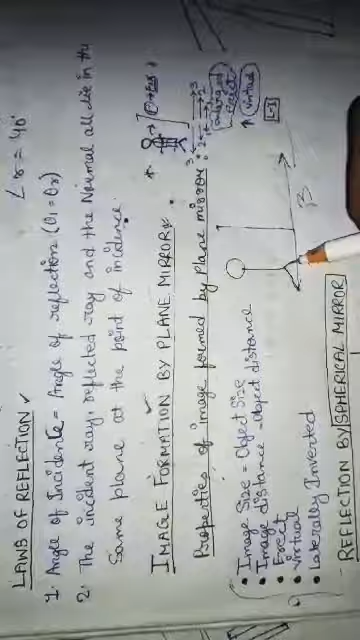 LAWS OF REFLECTION
∠r = 40°
1. Angle of Incidence = Angle of reflection (θi = θr)
2. The incident ray, reflected ray and the Normal all lie in the
Same plane at the point of incidence
IMAGE FORMATION BY PLANE MIRROR
Properties of image formed by Plane mirror:
• Image Size = Object Size
• Image distance = Object distance
• Erect
• Virtual
• Laterally Inverted
Enlarged
Erect
Virtual
L-1
B
REFLECTION BY SPHERICAL MIRROR